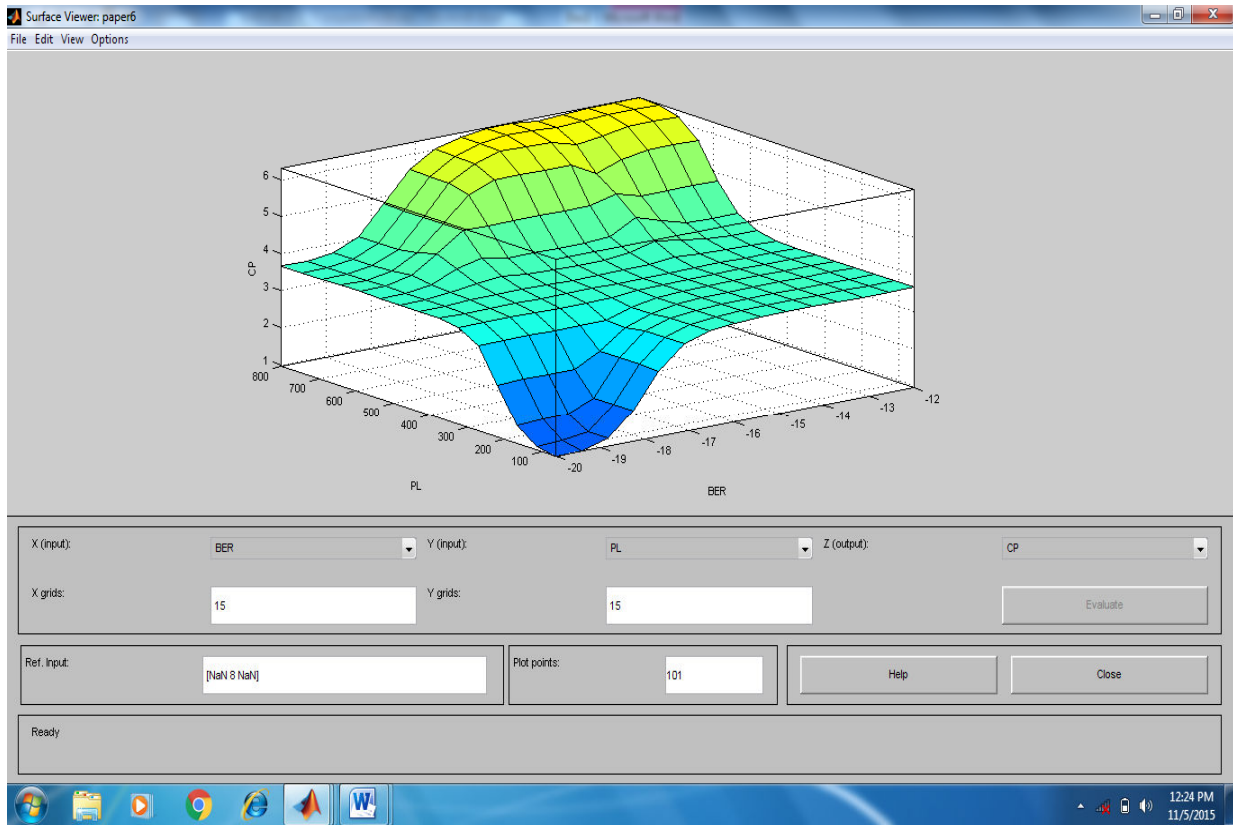 Surface Viewer: paper6
File Edit View Options
6
5
4
3
2
1
CP
800
700
600
500
400
300
200
100
PL
-20
-19
-18
-17
-16
-15
-14
-13
-12
BER
X (input):
BER
Y (input):
PL
Z (output):
CP
X grids:
15
Y grids:
15
Evaluate
Ref. Input:
[NaN 8 NaN]
Plot points:
101
Help
Close
Ready
12:24 PM
11/5/2015